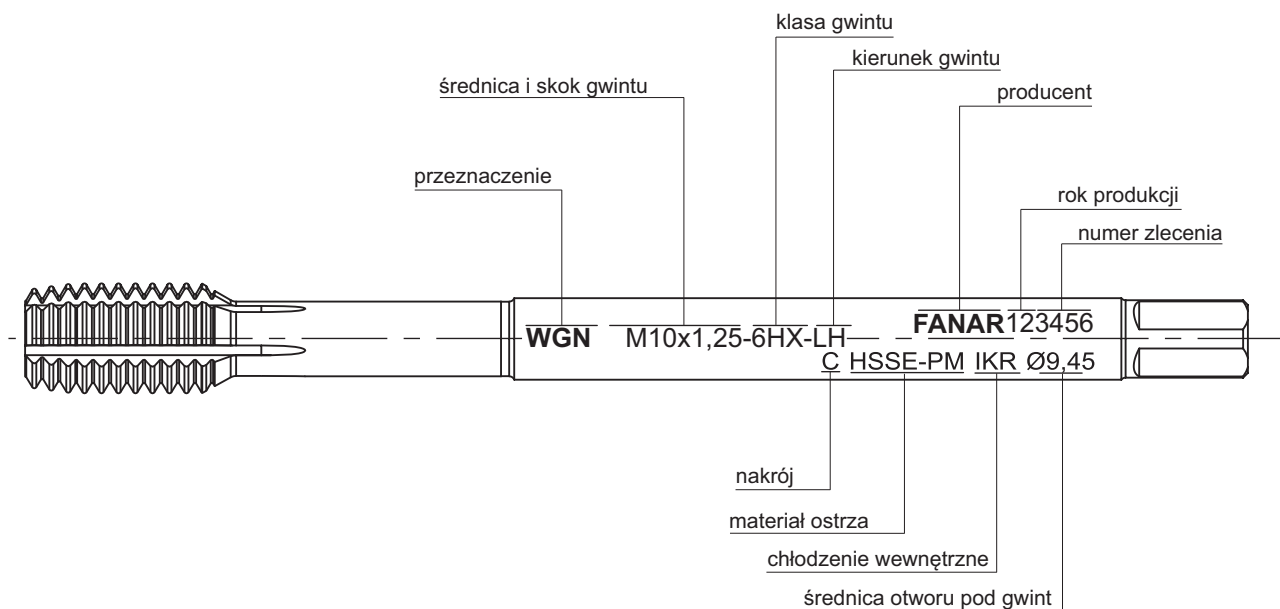 klasa gwintu
kierunek gwintu
średnica i skok gwintu
producent
przeznaczenie
rok produkcji
numer zlecenia
WGN M10x1,25-6HX-LH FANAR123456
C HSSE-PM IKR Ø9,45
nakrój
materiał ostrza
chłodzenie wewnętrzne
średnica otworu pod gwint